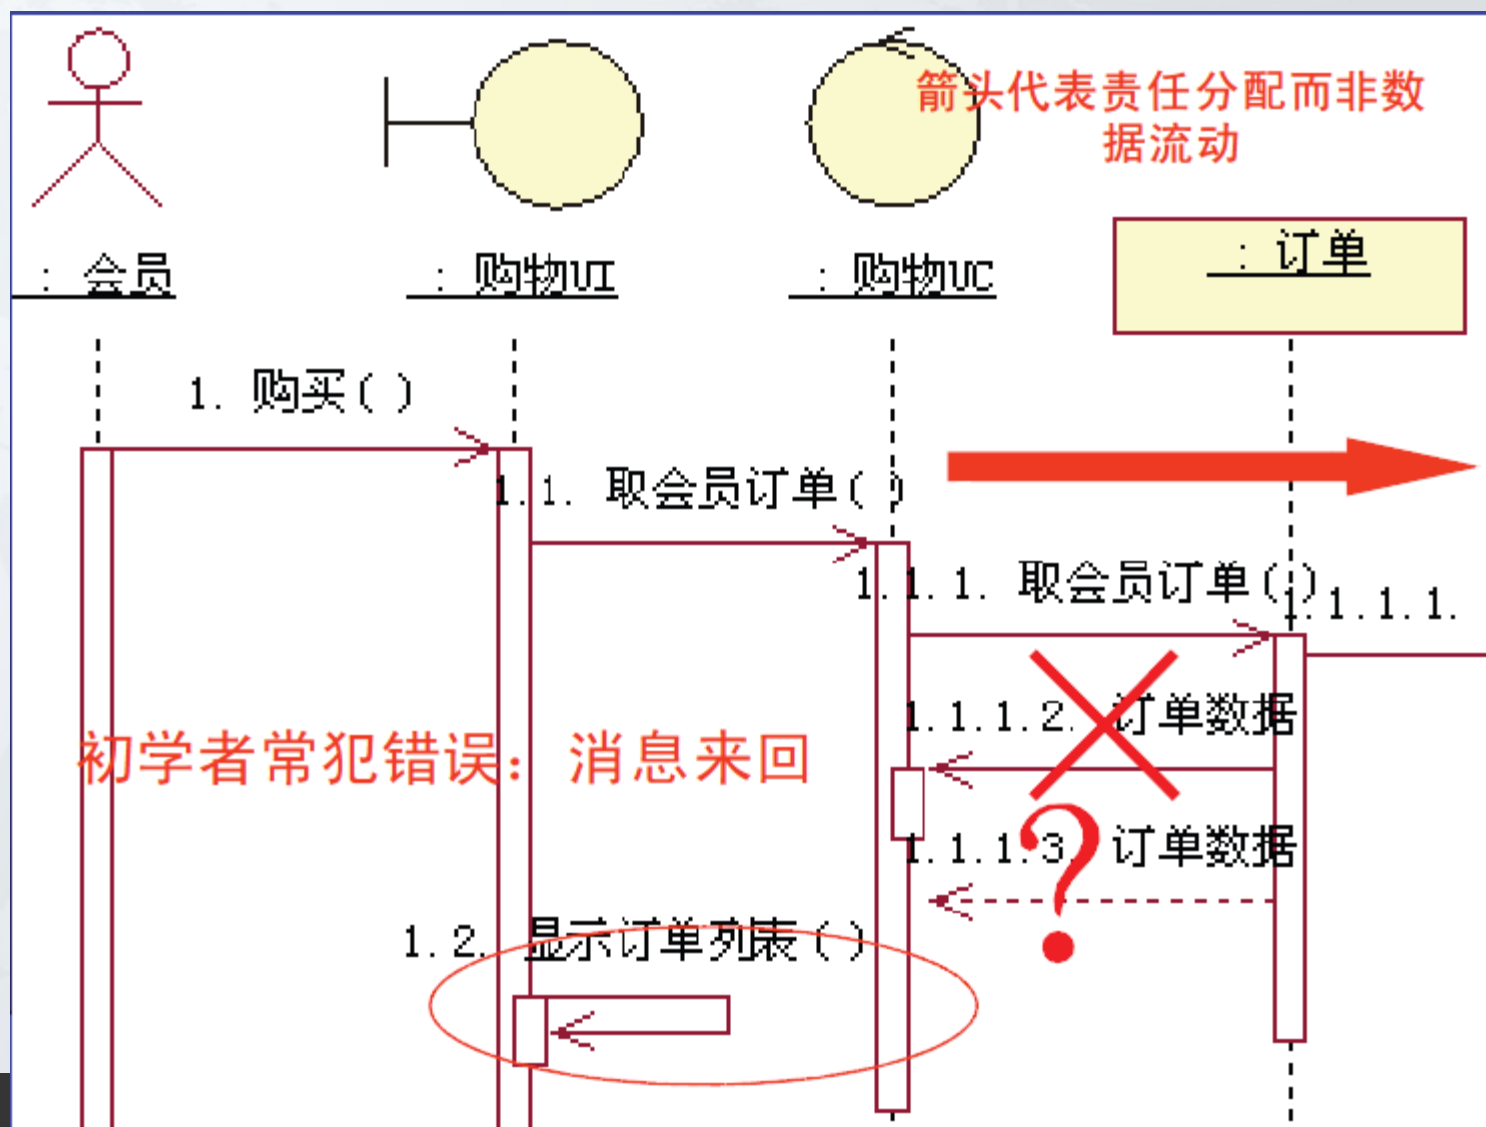 箭头代表责任分配而非数
据流动
: 会员
: 购物UI
: 购物UC
: 订单
1. 购买( )
1.1. 取会员订单( )
1.1.1. 取会员订单( )
1.1.1.1.
1.1.1.2. 订单数据
初学者常犯错误：消息来回
1.1.1.3. 订单数据
?
1.2. 显示订单列表( )